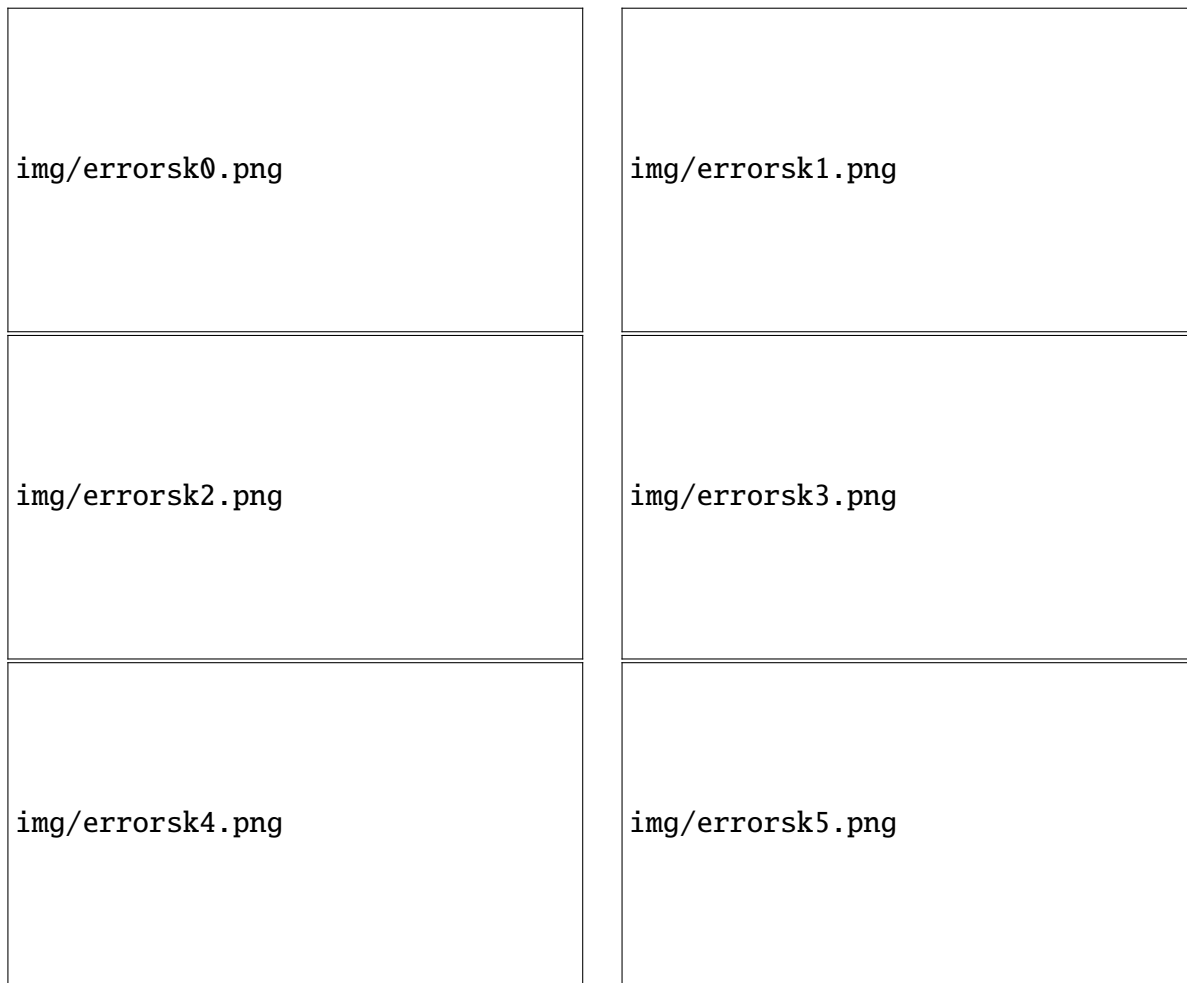 img/errorsk0.png
img/errorsk1.png
img/errorsk2.png
img/errorsk3.png
img/errorsk4.png
img/errorsk5.png